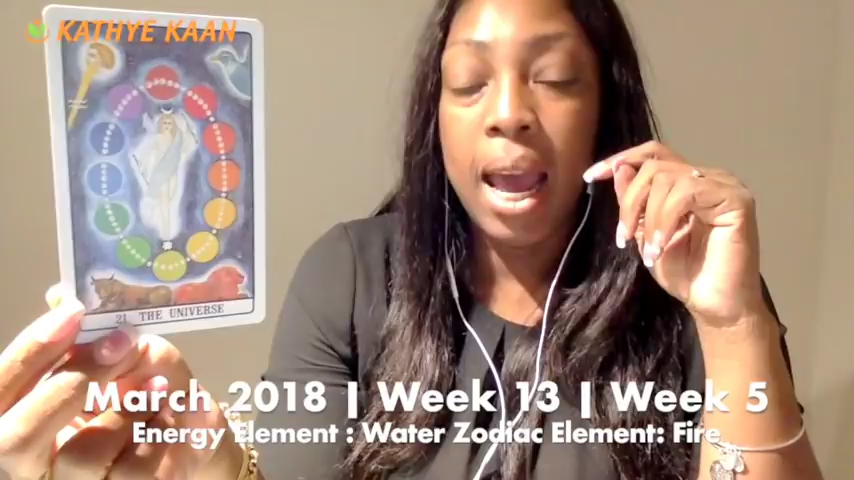 KATHYE KAAN
21 THE UNIVERSE
March 2018 | Week 13 | Week 5
Energy Element : Water Zodiac Element: Fire